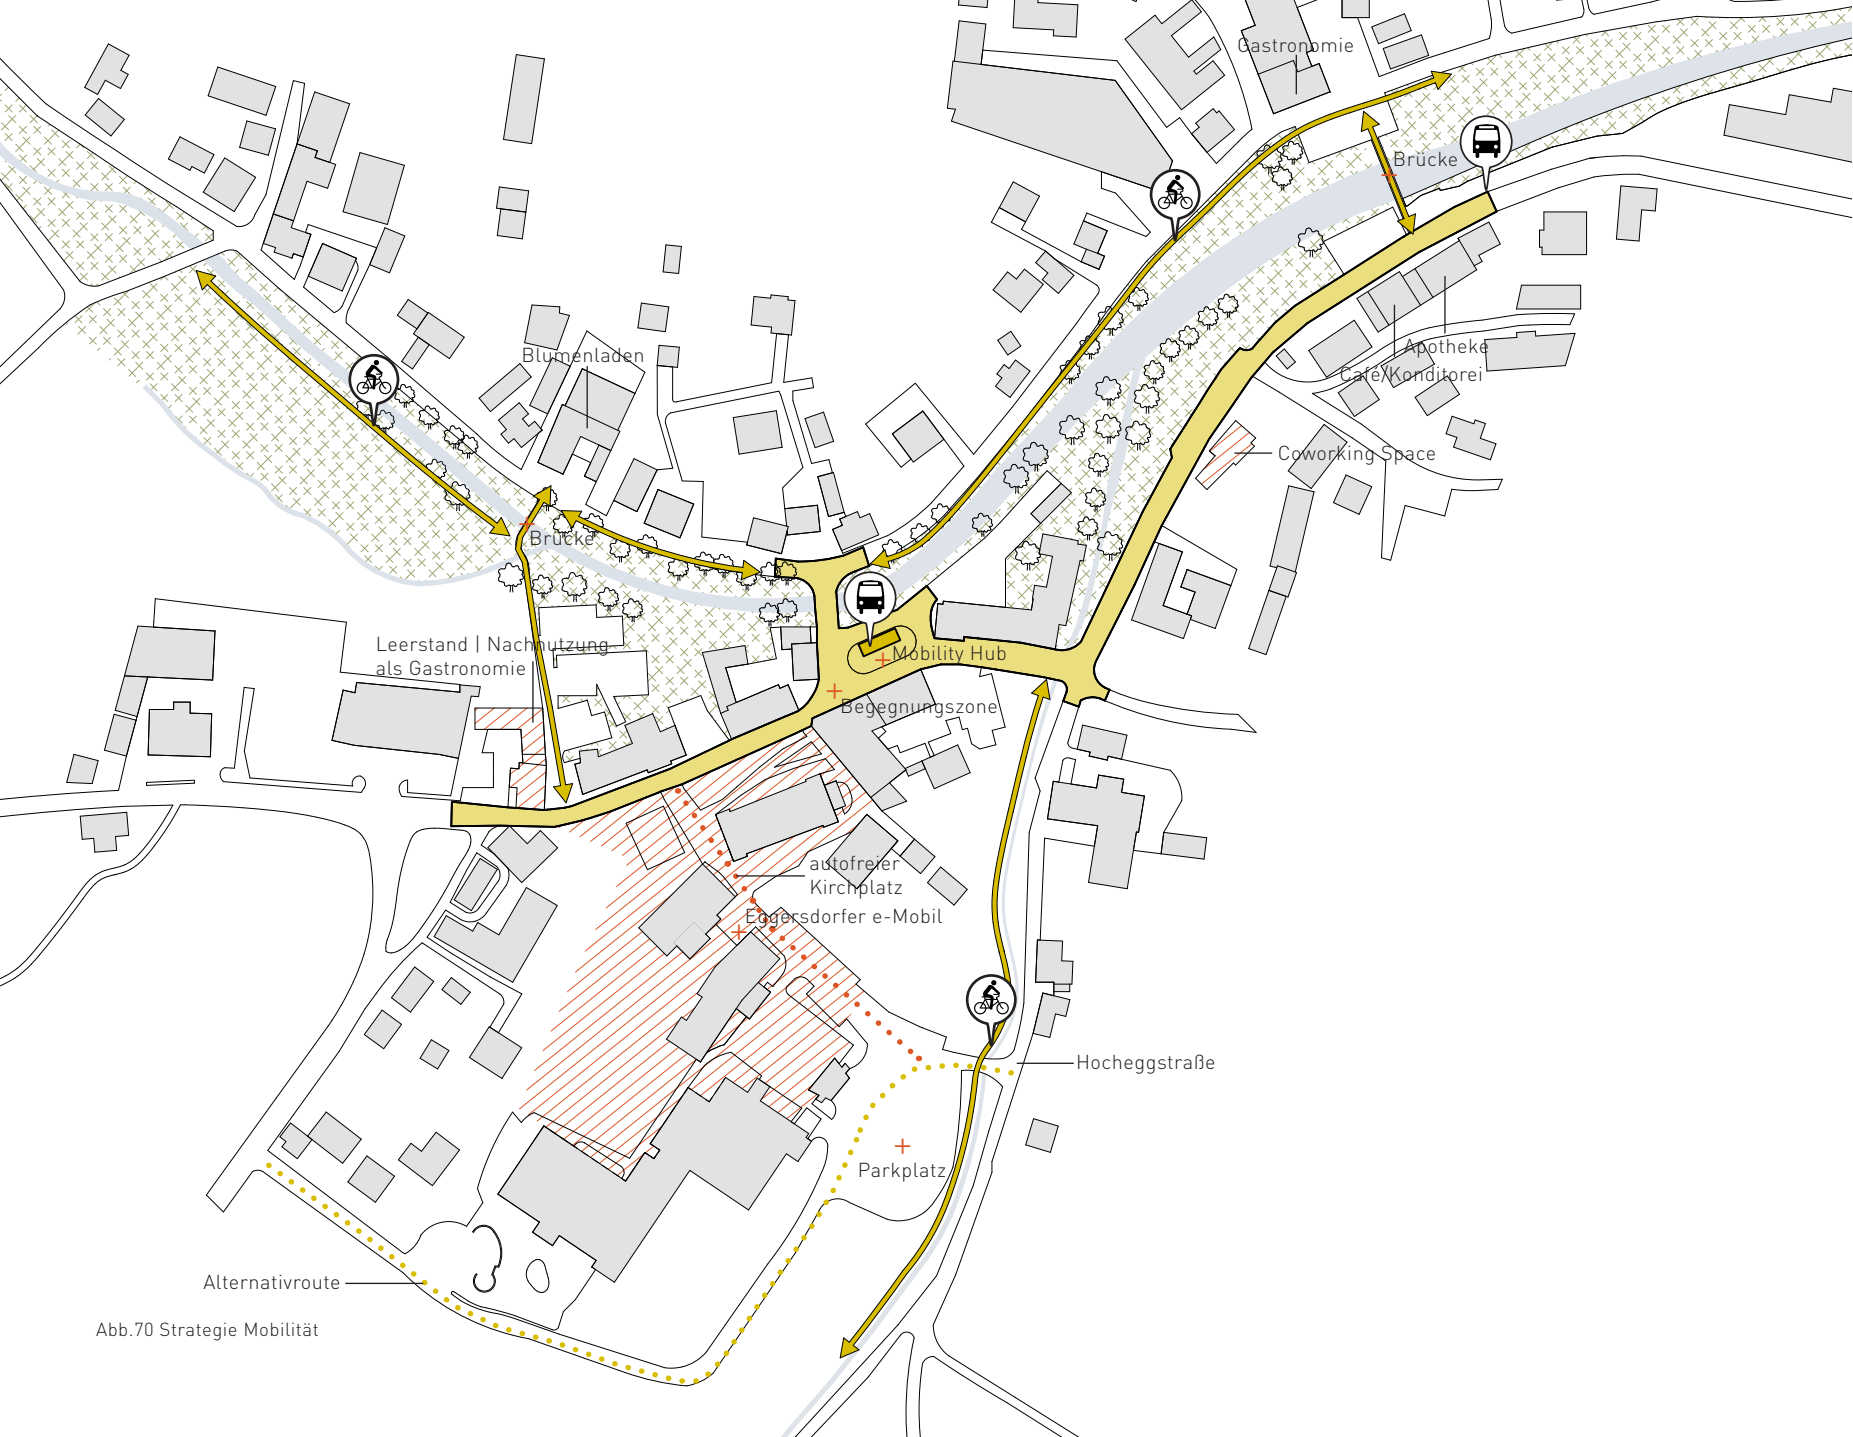 Gastronomie
Brücke
Blumenladen
Apotheke
Café/Konditorei
Coworking Space
Brücke
Leerstand | Nachnutzung
als Gastronomie
Mobility Hub
Begegnungszone
autofreier
Kirchplatz
Eggersdorfer e-Mobil
Hocheggstraße
Parkplatz
Alternativroute
Abb.70 Strategie Mobilität